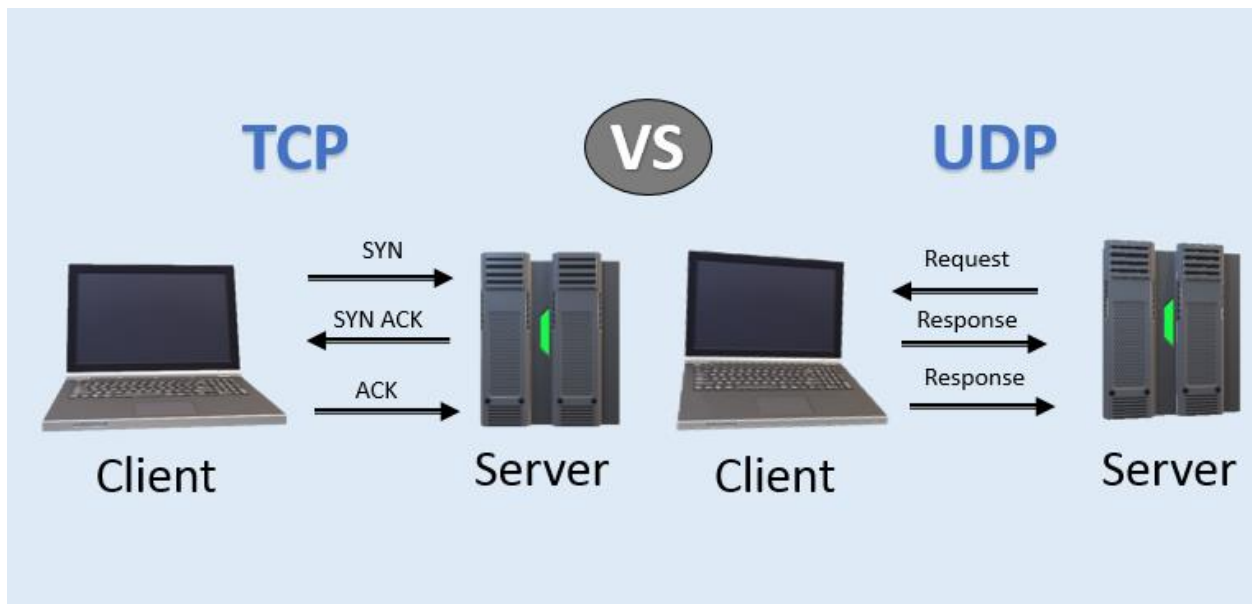 TCP
VS
UDP
SYN
SYN ACK
ACK
Client
Server
Request
Response
Response
Client
Server